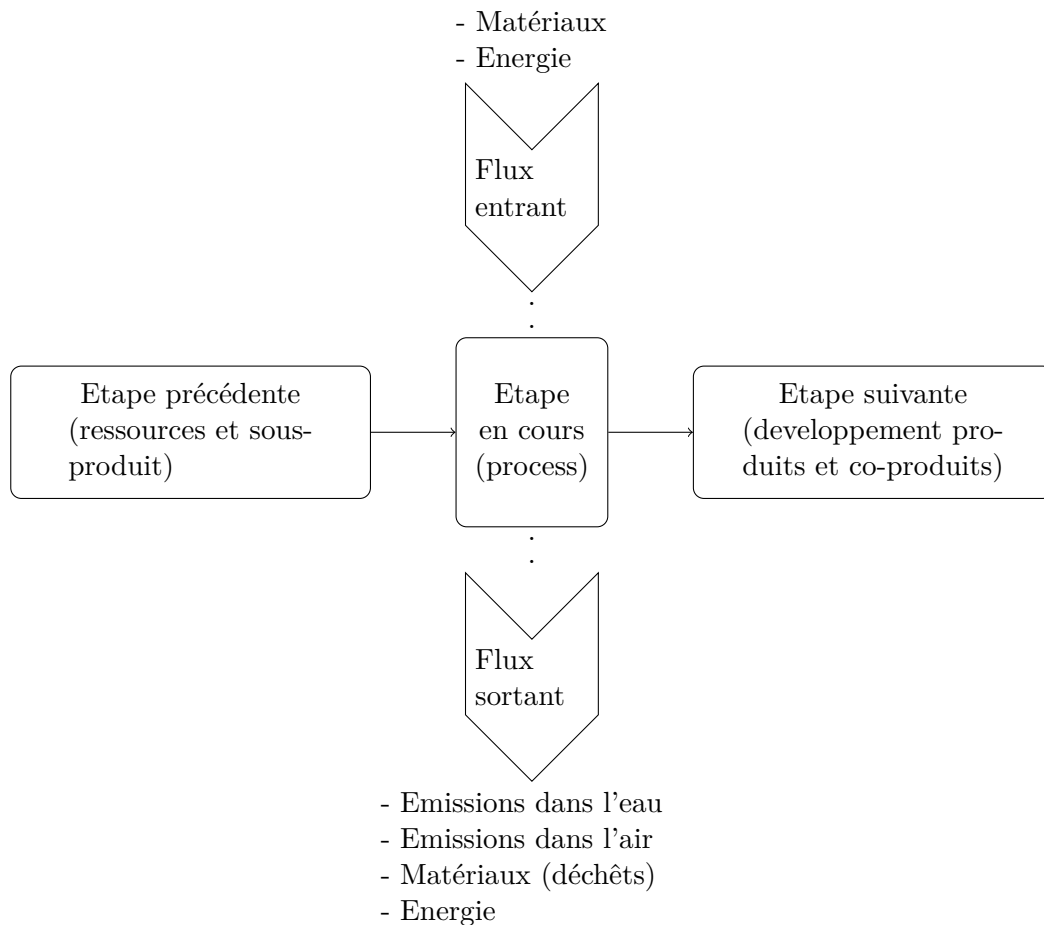 - Matériaux
- Energie
Flux
entrant
Etape précédente
(ressources et sous-
produit)
Etape
en cours
(process)
Etape suivante
(developpement pro-
duits et co-produits)
Flux
sortant
- Emissions dans l'eau
- Emissions dans l'air
- Matériaux (déchêts)
- Energie